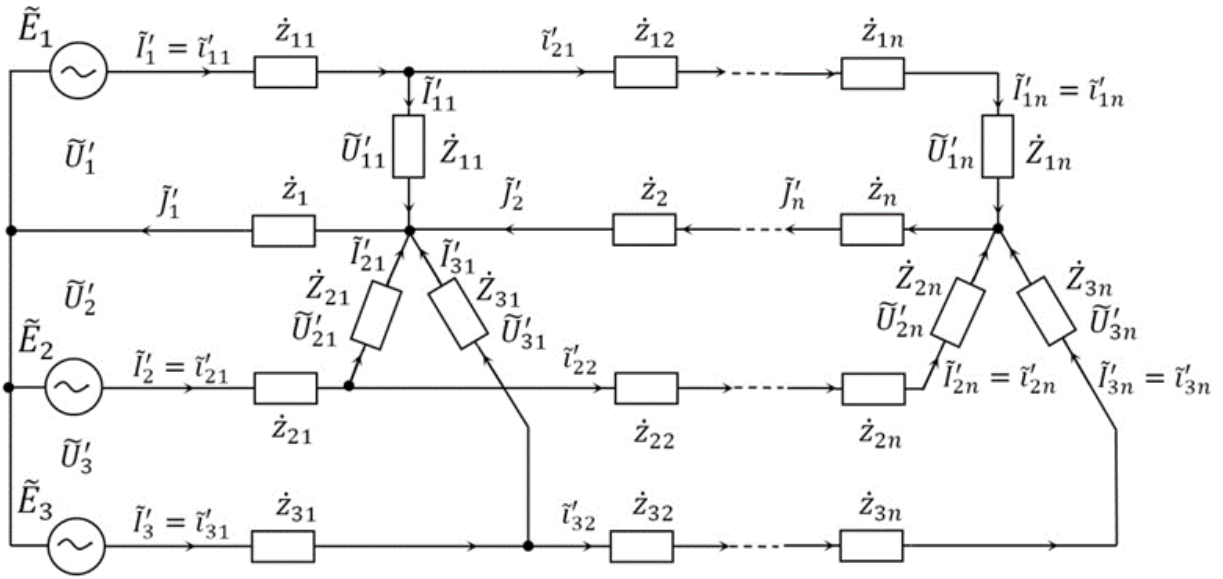 Ẽ₁ Ĩ′₁ = ĩ′₁₁ ż₁₁ ĩ′₂₁ ż₁₂ ż₁ₙ
Ĩ′₁₁ Ĩ′₁ₙ = ĩ′₁ₙ
Ũ′₁ Ũ′₁₁ Ż₁₁ Ũ′₁ₙ Ż₁ₙ
J̃′₁ ż₁ J̃′₂ ż₂ J̃′ₙ żₙ
Ĩ′₂₁ Ĩ′₃₁
Ũ′₂ Ż₂₁ Ż₃₁ Ż₂ₙ Ż₃ₙ
Ũ′₂₁ Ũ′₃₁ Ũ′₂ₙ Ũ′₃ₙ
Ẽ₂ Ĩ′₂ = ĩ′₂₁ ĩ′₂₂ Ĩ′₂ₙ = ĩ′₂ₙ Ĩ′₃ₙ = ĩ′₃ₙ
ż₂₁ ż₂₂ ż₂ₙ
Ũ′₃
Ẽ₃ Ĩ′₃ = ĩ′₃₁ ż₃₁ ĩ′₃₂ ż₃₂ ż₃ₙ